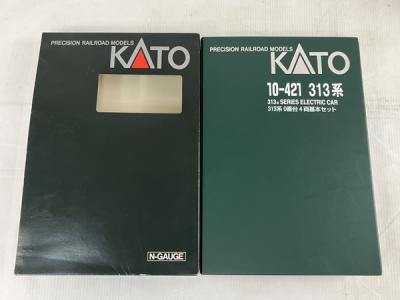 PRECISION RAILROAD MODELS
KATO
N-GAUGE
PRECISION RAILROAD MODELS
KATO
10-421 313系
313系 SERIES ELECTRIC CAR
313系 0番台 4両基本セット